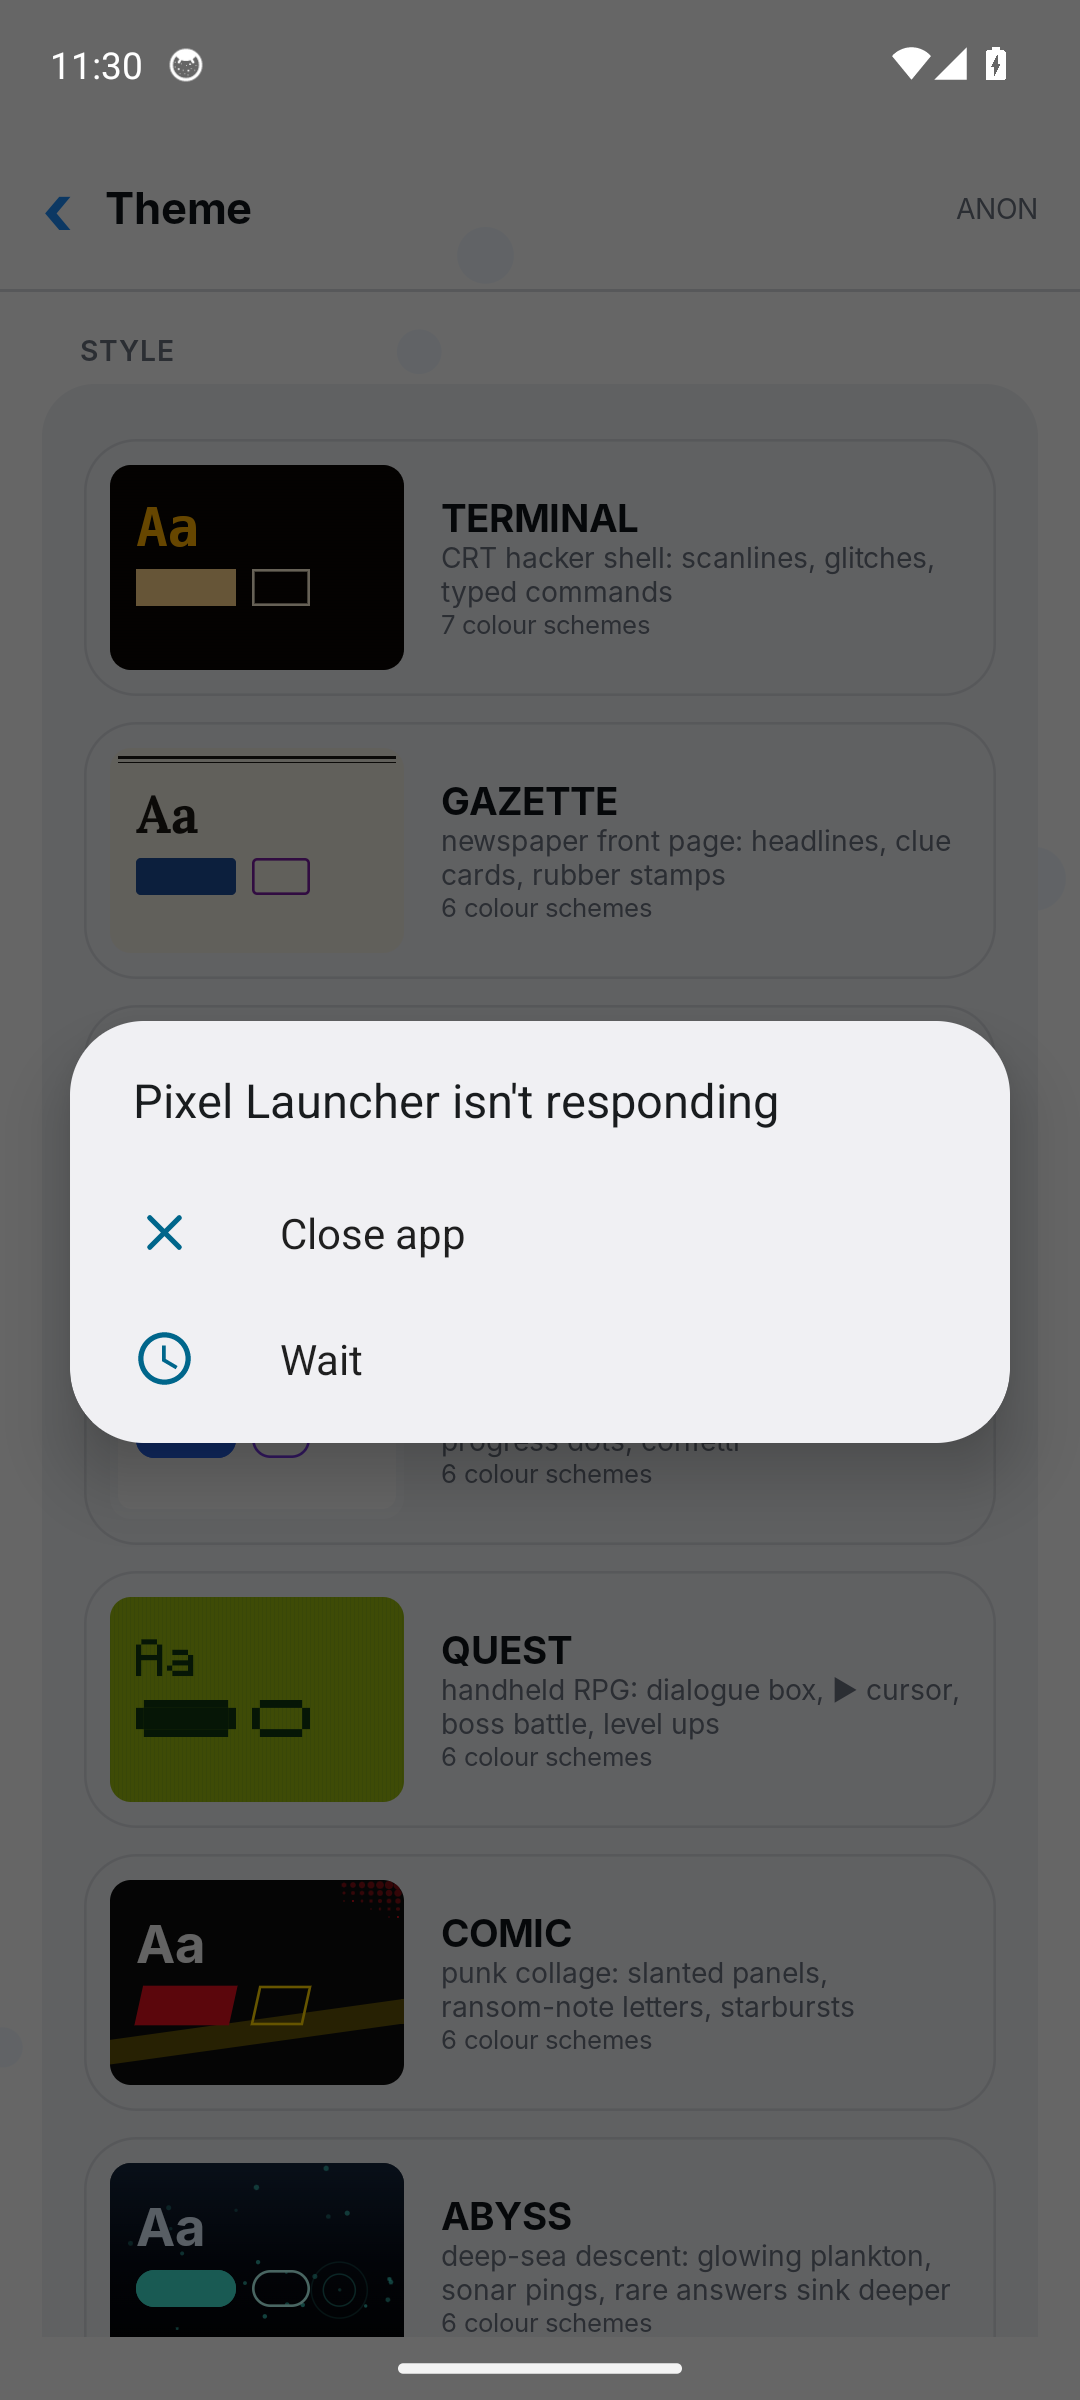 11:30
Theme
ANON
STYLE
Aa
TERMINAL
CRT hacker shell: scanlines, glitches,
typed commands
7 colour schemes
Aa
GAZETTE
newspaper front page: headlines, clue
cards, rubber stamps
6 colour schemes
Pixel Launcher isn't responding
Close app
Wait
progress dots, confetti
6 colour schemes
Aa
QUEST
handheld RPG: dialogue box, ▶ cursor,
boss battle, level ups
6 colour schemes
Aa
COMIC
punk collage: slanted panels,
ransom-note letters, starbursts
6 colour schemes
Aa
ABYSS
deep-sea descent: glowing plankton,
sonar pings, rare answers sink deeper
6 colour schemes